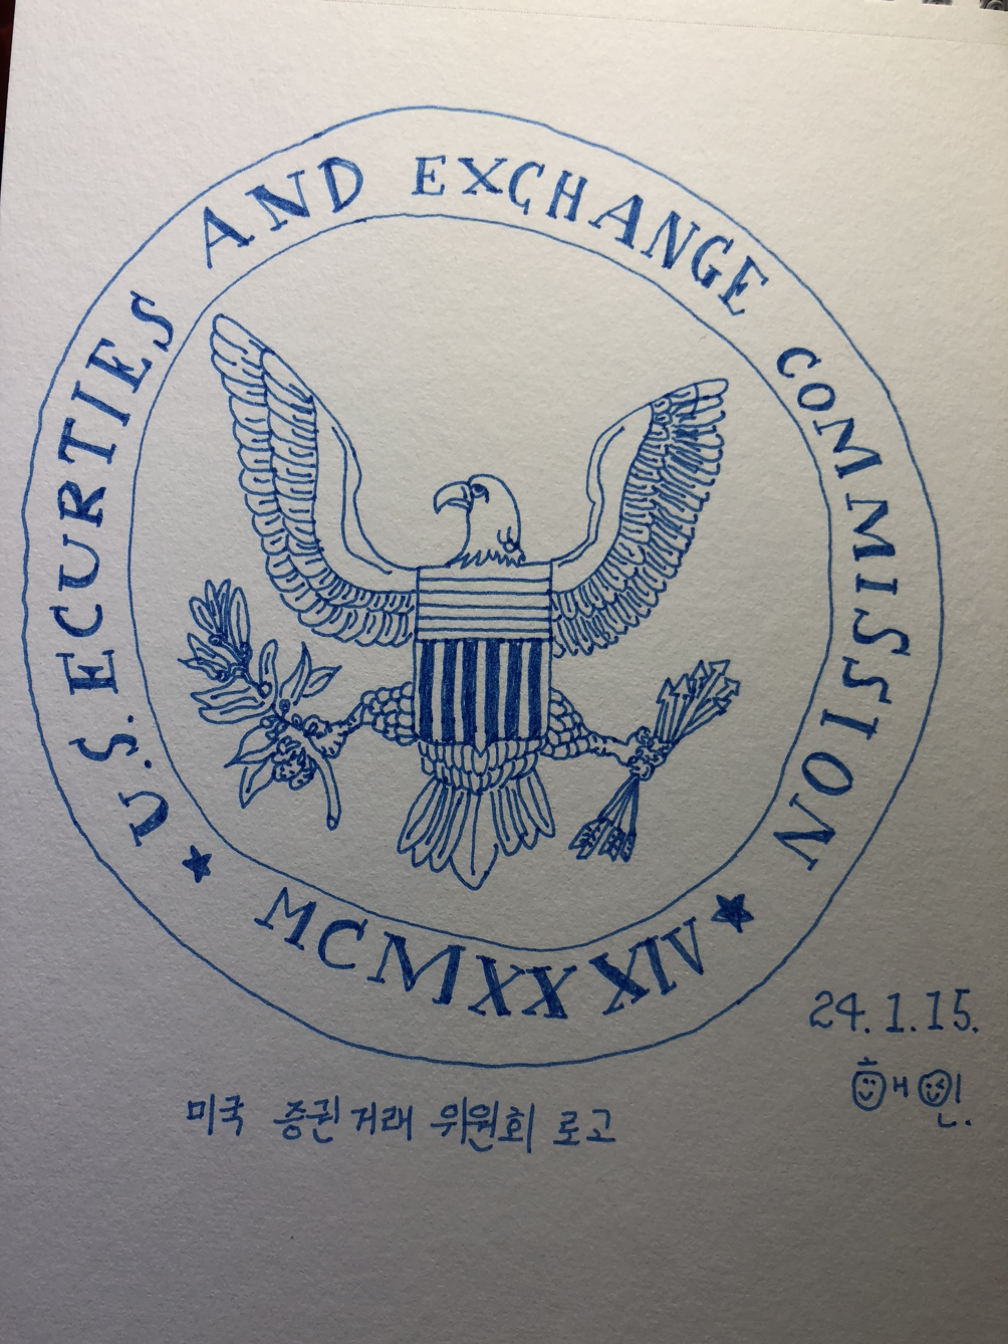 U.S. ECURTIES AND EXCHANGE COMMISSION
★ MCMXXXIV ★
24.1.15.
해인.
미국 증권거래 위원회 로고